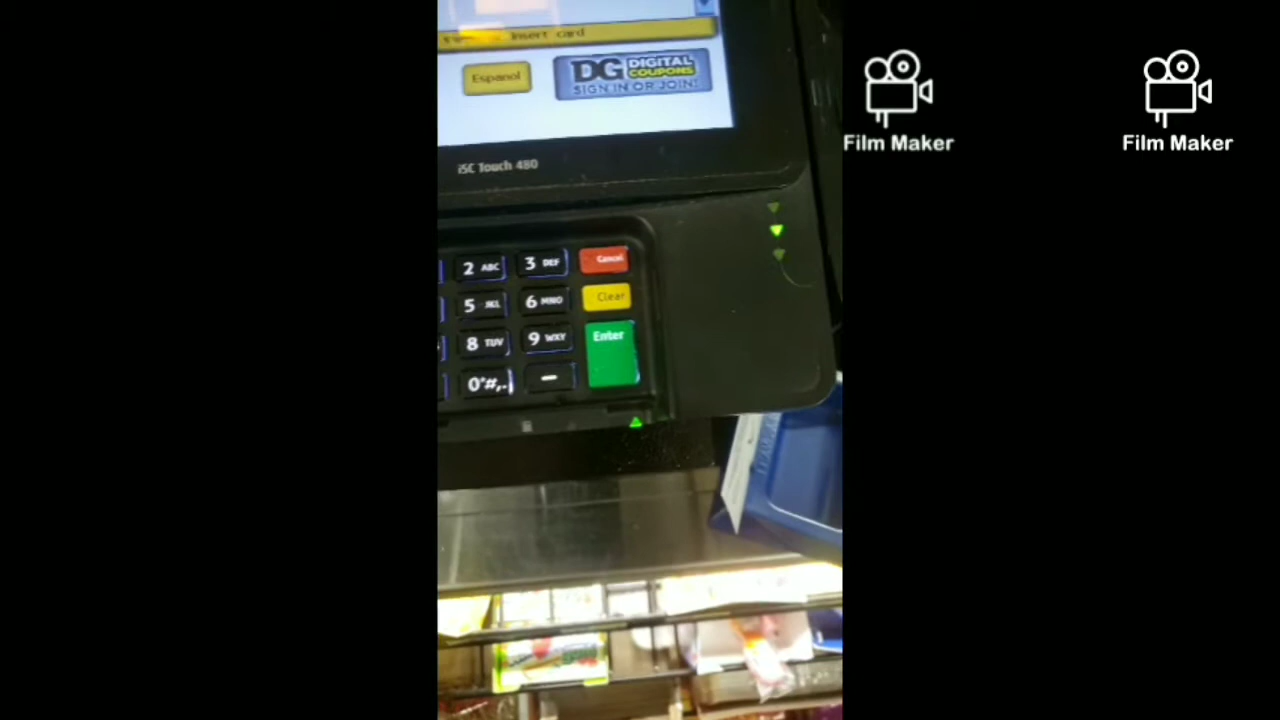 Insert card
Espanol
DG DIGITAL
COUPONS
SIGN IN OR JOIN!
iSC Touch 480
2 ABC 3 DEF Cancel
5 JKL 6 MNO Clear
8 TUV 9 WXY Enter
0*#,. –
Film Maker
Film Maker